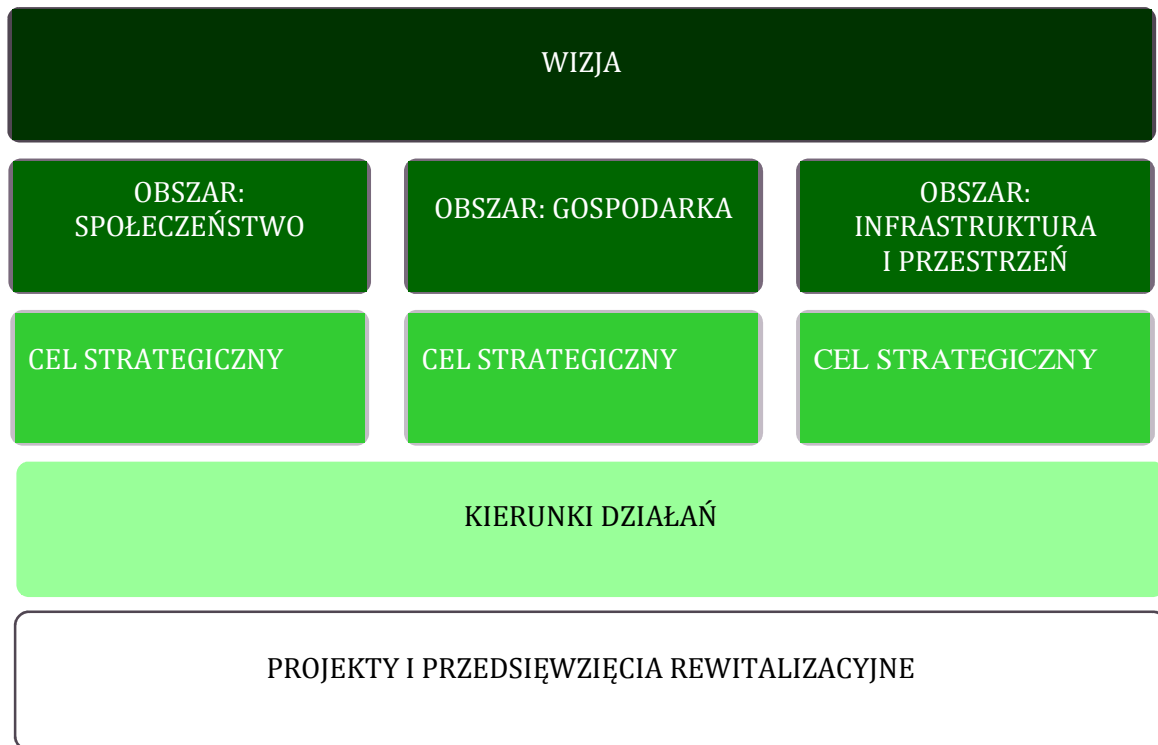 WIZJA
OBSZAR:
SPOŁECZEŃSTWO
OBSZAR: GOSPODARKA
OBSZAR:
INFRASTRUKTURA
I PRZESTRZEŃ
CEL STRATEGICZNY
CEL STRATEGICZNY
CEL STRATEGICZNY
KIERUNKI DZIAŁAŃ
PROJEKTY I PRZEDSIĘWZIĘCIA REWITALIZACYJNE